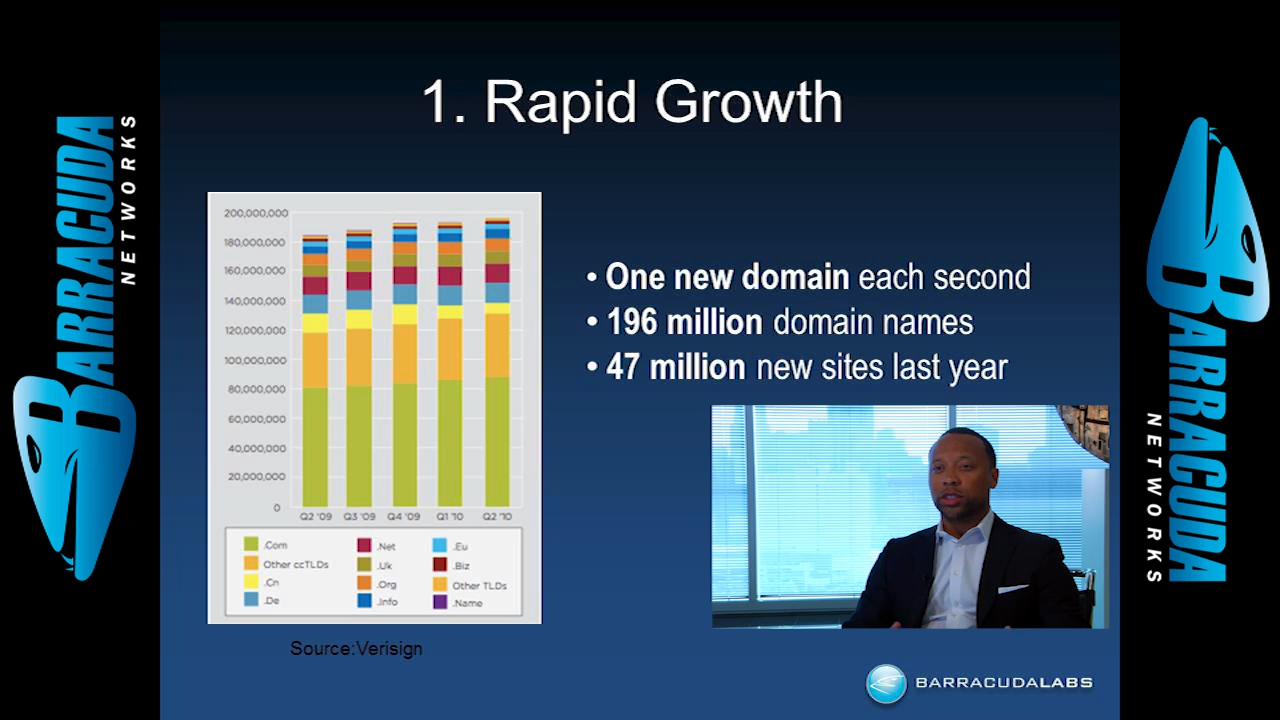 BARRACUDA
NETWORKS
1. Rapid Growth
200,000,000
180,000,000
160,000,000
140,000,000
120,000,000
100,000,000
80,000,000
60,000,000
40,000,000
20,000,000
0
Q2 '09 Q3 '09 Q4 '09 Q1 '10 Q2 '10
.Com .Net .Eu
Other ccTLDs .Uk .Biz
.Cn .Org Other TLDs
.De .Info .Name
Source:Verisign
• One new domain each second
• 196 million domain names
• 47 million new sites last year
BARRACUDALABS
BARRACUDA
NETWORKS